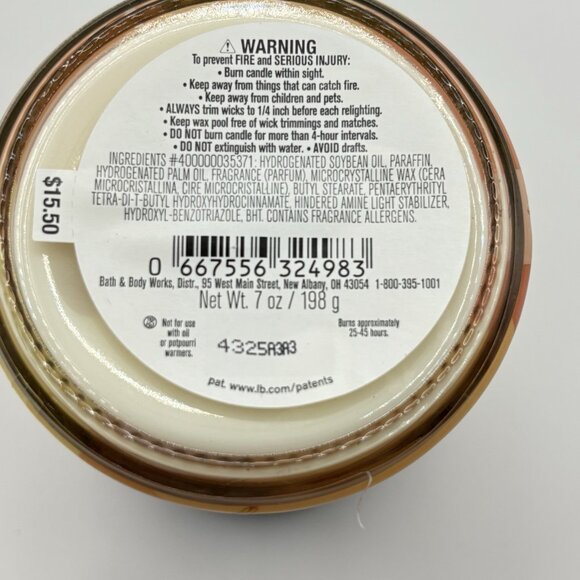 ⚠ WARNING
To prevent FIRE and SERIOUS INJURY:
• Burn candle within sight.
• Keep away from things that can catch fire.
• Keep away from children and pets.
• ALWAYS trim wicks to 1/4 inch before each relighting.
• Keep wax pool free of wick trimmings and matches.
• DO NOT burn candle for more than 4-hour intervals.
• DO NOT extinguish with water. • AVOID drafts.
INGREDIENTS #400000035371: HYDROGENATED SOYBEAN OIL, PARAFFIN,
HYDROGENATED PALM OIL, FRAGRANCE (PARFUM), MICROCRYSTALLINE WAX (CERA
MICROCRISTALLINA, CIRE MICROCRISTALLINE), BUTYL STEARATE, PENTAERYTHRITYL
TETRA-DI-T-BUTYL HYDROXYHYDROCINNAMATE, HINDERED AMINE LIGHT STABILIZER,
HYDROXYL-BENZOTRIAZOLE, BHT. CONTAINS FRAGRANCE ALLERGENS.
$15.50
0 667556 324983
Bath & Body Works, Distr., 95 West Main Street, New Albany, OH 43054 1-800-395-1001
Net Wt. 7 oz / 198 g
Not for use
with oil
or potpourri
warmers.
4325A3A3
Burns approximately
25-45 hours.
pat. www.lb.com/patents